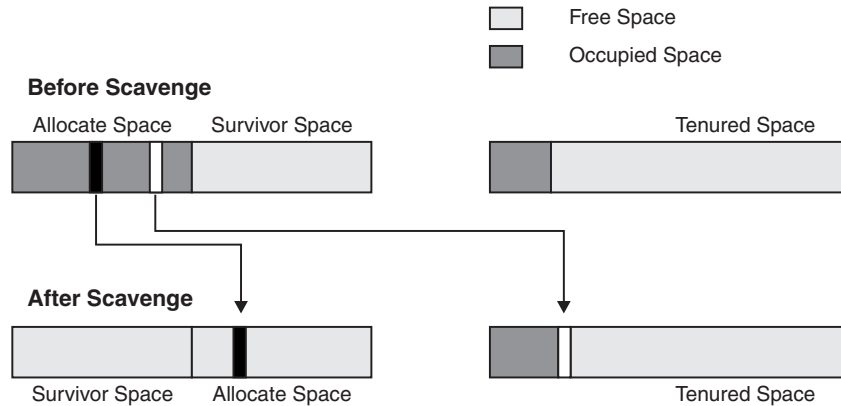 Free Space
Occupied Space
Before Scavenge
Allocate Space Survivor Space Tenured Space
After Scavenge
Survivor Space Allocate Space Tenured Space